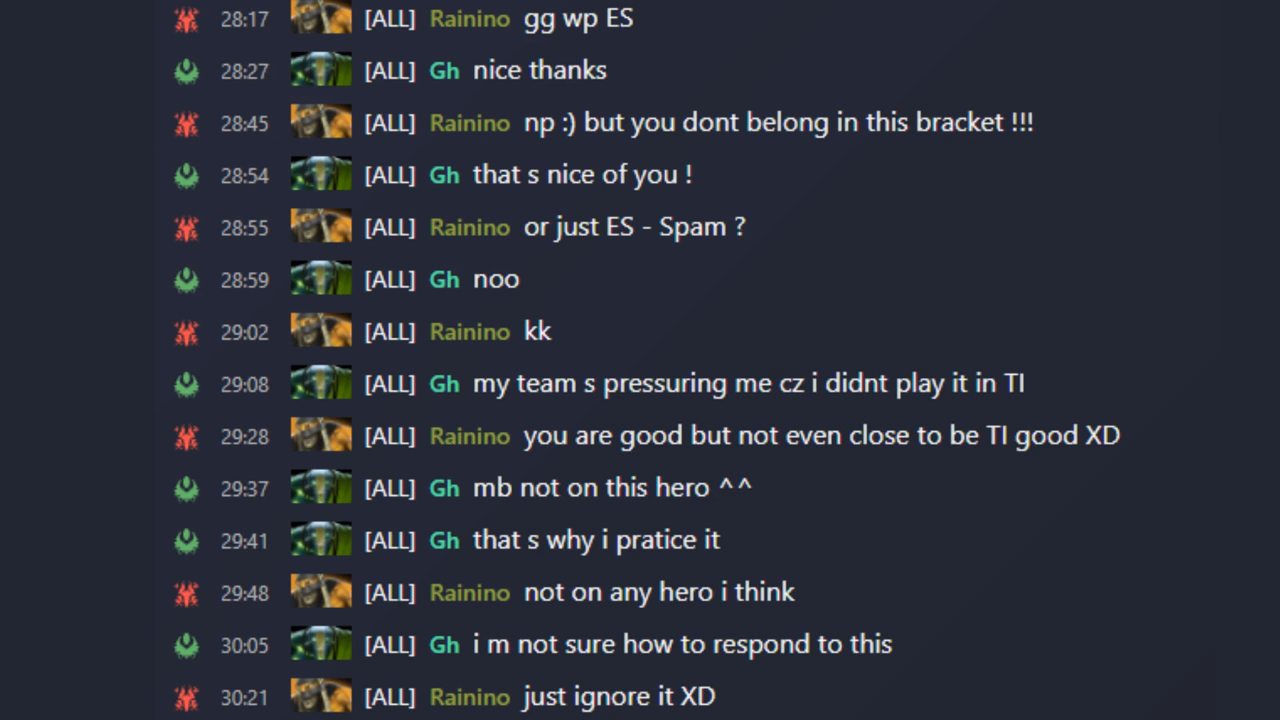 28:17 [ALL] Rainino gg wp ES
28:27 [ALL] Gh nice thanks
28:45 [ALL] Rainino np :) but you dont belong in this bracket !!!
28:54 [ALL] Gh that s nice of you !
28:55 [ALL] Rainino or just ES - Spam ?
28:59 [ALL] Gh noo
29:02 [ALL] Rainino kk
29:08 [ALL] Gh my team s pressuring me cz i didnt play it in TI
29:28 [ALL] Rainino you are good but not even close to be TI good XD
29:37 [ALL] Gh mb not on this hero ^^
29:41 [ALL] Gh that s why i pratice it
29:48 [ALL] Rainino not on any hero i think
30:05 [ALL] Gh i m not sure how to respond to this
30:21 [ALL] Rainino just ignore it XD